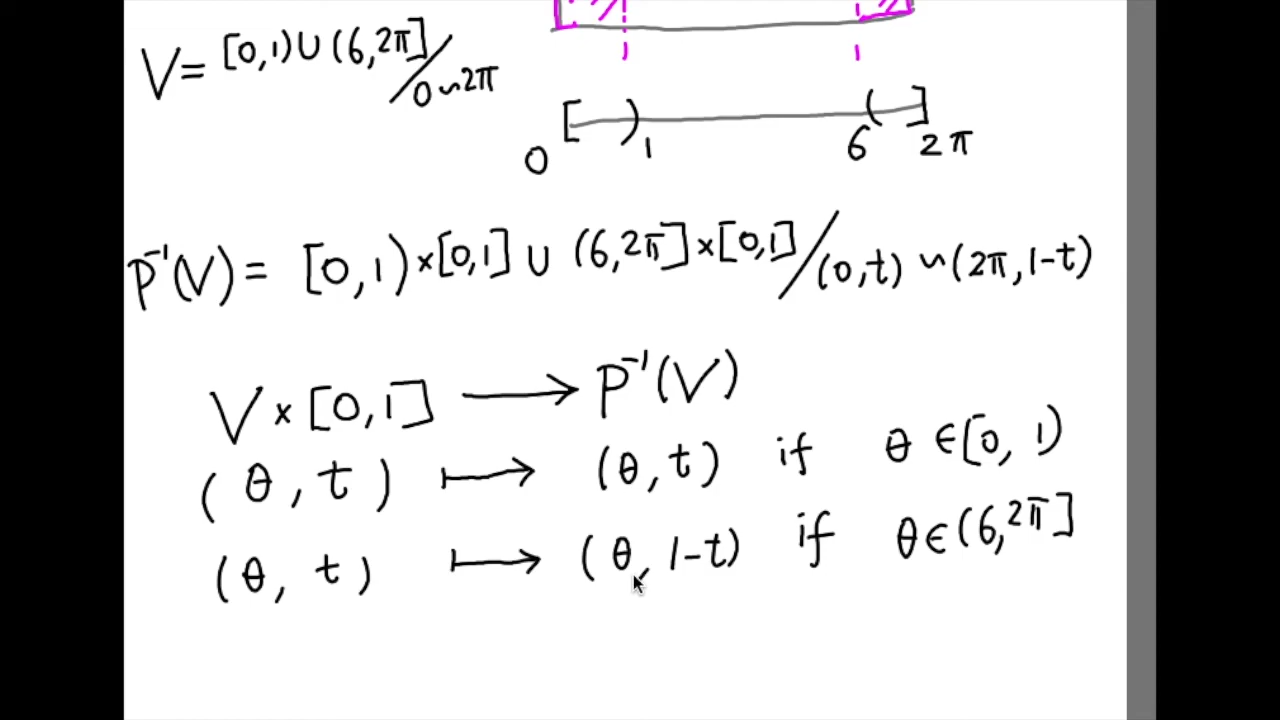 V = [0,1) ∪ (6,2π] / 0 ~ 2π
0 [ ) 1 6 ( ] 2π
P⁻¹(V) = [0,1) × [0,1] ∪ (6,2π] × [0,1] / (0,t) ~ (2π,1-t)
V × [0,1] ⟶ P⁻¹(V)
(θ,t) ⟼ (θ,t) if θ ∈ [0,1)
(θ,t) ⟼ (θ,1-t) if θ ∈ (6,2π]